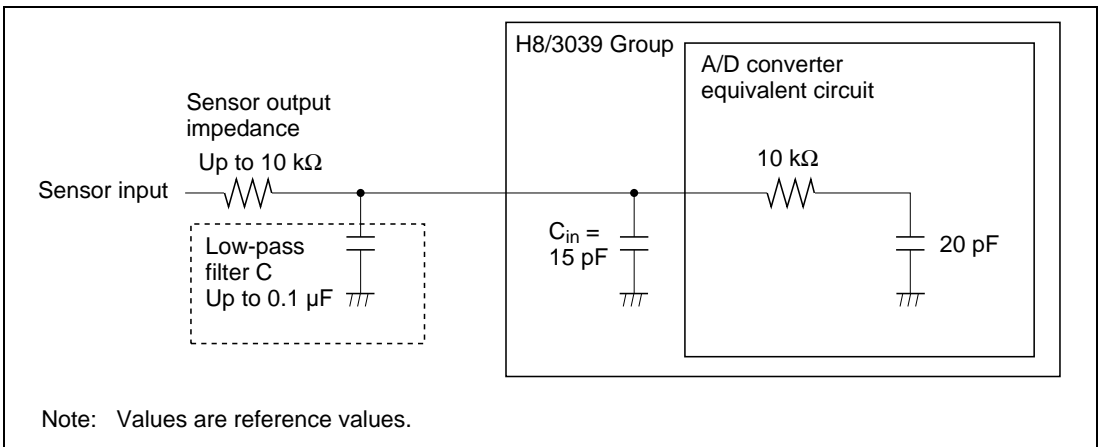 H8/3039 Group
A/D converter
equivalent circuit
Sensor output
impedance
Up to 10 kΩ
10 kΩ
Sensor input
Low-pass
filter C
Up to 0.1 µF
Cin =
15 pF
20 pF
Note: Values are reference values.